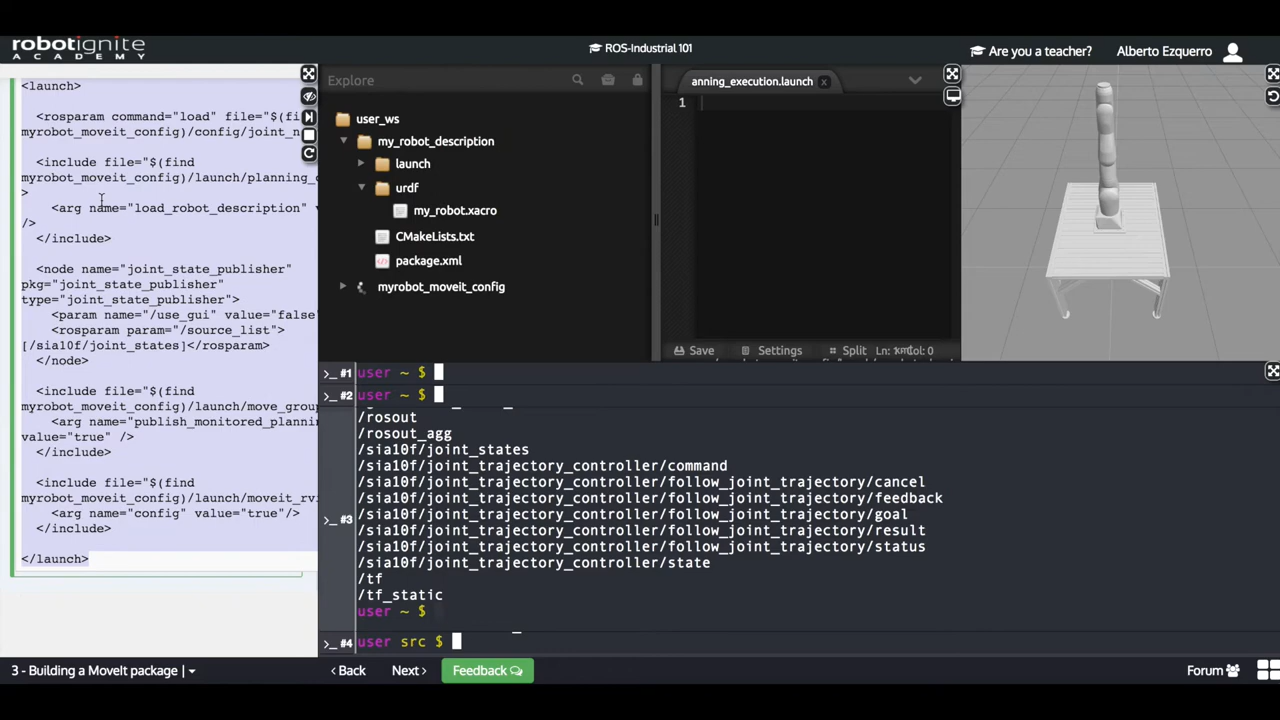 robotignite
ACADEMY
ROS-Industrial 101
Are you a teacher?
Alberto Ezquerro
<launch>
<rosparam command="load" file="$(fi
myrobot_moveit_config)/config/joint_n
<include file="$(find
myrobot_moveit_config)/launch/planning_c
>
<arg name="load_robot_description" v
/>
</include>
<node name="joint_state_publisher"
pkg="joint_state_publisher"
type="joint_state_publisher">
<param name="/use_gui" value="false
<rosparam param="/source_list">
[/sia10f/joint_states]</rosparam>
</node>
<include file="$(find
myrobot_moveit_config)/launch/move_group
<arg name="publish_monitored_plannin
value="true" />
</include>
<include file="$(find
myrobot_moveit_config)/launch/moveit_rvi
<arg name="config" value="true"/>
</include>
</launch>
Explore
user_ws
my_robot_description
launch
urdf
my_robot.xacro
CMakeLists.txt
package.xml
myrobot_moveit_config
anning_execution.launch
1
Save
Settings
Split
>_ #1 user ~ $
>_ #2 user ~ $
/rosout
/rosout_agg
/sia10f/joint_states
/sia10f/joint_trajectory_controller/command
/sia10f/joint_trajectory_controller/follow_joint_trajectory/cancel
/sia10f/joint_trajectory_controller/follow_joint_trajectory/feedback
/sia10f/joint_trajectory_controller/follow_joint_trajectory/goal
>_ #3
/sia10f/joint_trajectory_controller/follow_joint_trajectory/result
/sia10f/joint_trajectory_controller/follow_joint_trajectory/status
/sia10f/joint_trajectory_controller/state
/tf
/tf_static
user ~ $
>_ #4 user src $
3 - Building a MoveIt package |
Back
Next
Feedback
Forum